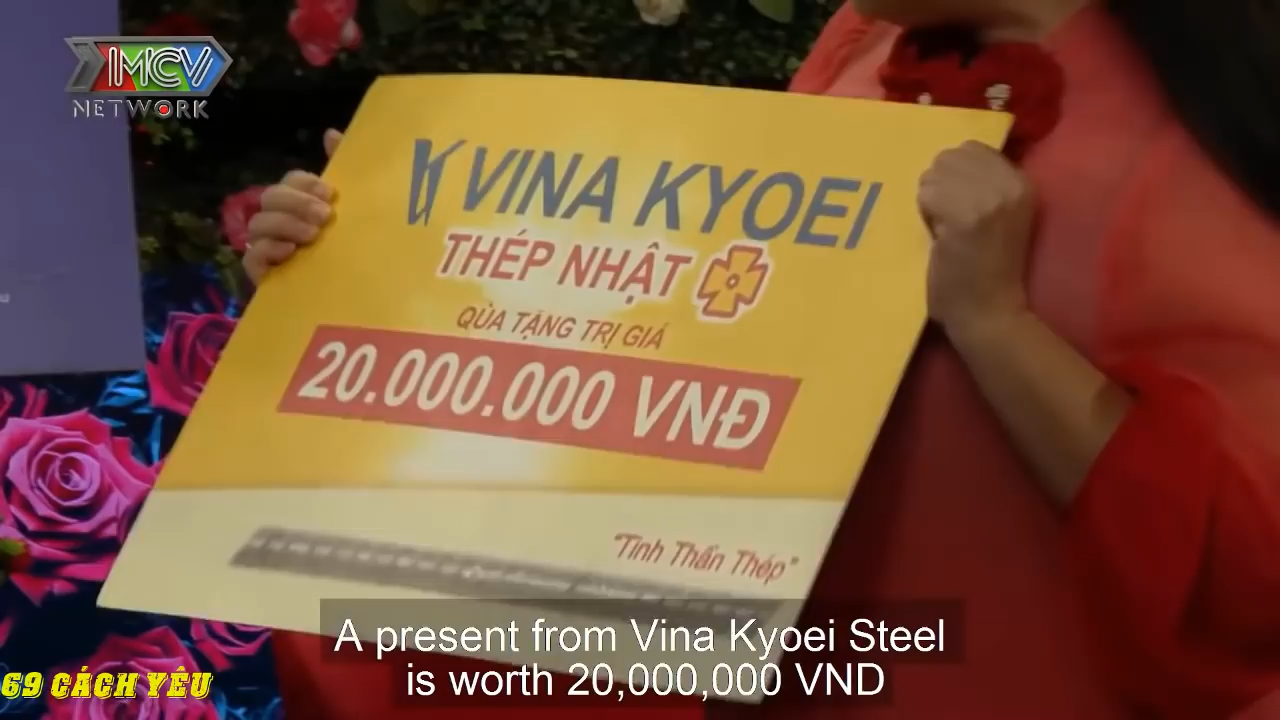 MCV
NETWORK
VINA KYOEI
THÉP NHẬT
QÙA TẶNG TRỊ GIÁ
20.000.000 VNĐ
"Tinh Thần Thép"
A present from Vina Kyoei Steel
is worth 20,000,000 VND
69 CÁCH YÊU